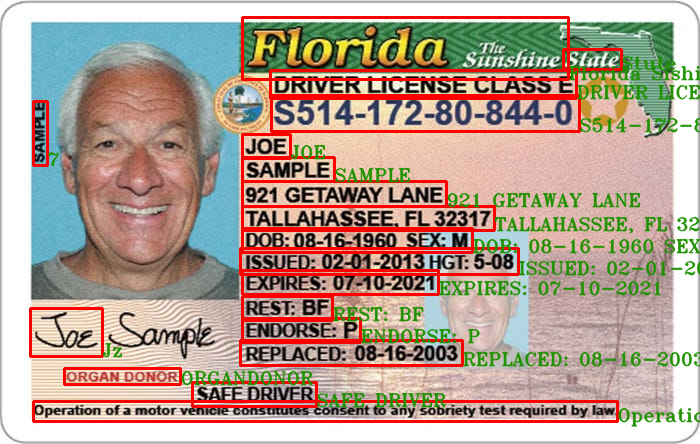 Florida The Sunshine State
DRIVER LICENSE CLASS E DRIVER LICE
S514-172-80-844-0 S514-172-8
SAMPLE
7
JOE JOE
SAMPLE SAMPLE
921 GETAWAY LANE 921 GETAWAY LANE
TALLAHASSEE, FL 32317 TALLAHASSEE, FL 32
DOB: 08-16-1960 SEX: M DOB: 08-16-1960 SEX
ISSUED: 02-01-2013 HGT: 5-08 ISSUED: 02-01-20
EXPIRES: 07-10-2021 EXPIRES: 07-10-2021
REST: BF REST: BF
ENDORSE: P ENDORSE: P
Joe Sample Jz
REPLACED: 08-16-2003 REPLACED: 08-16-2003
ORGAN DONOR ORGANDONOR
SAFE DRIVER SAFE DRIVER
Operation of a motor vehicle constitutes consent to any sobriety test required by law. Operatio